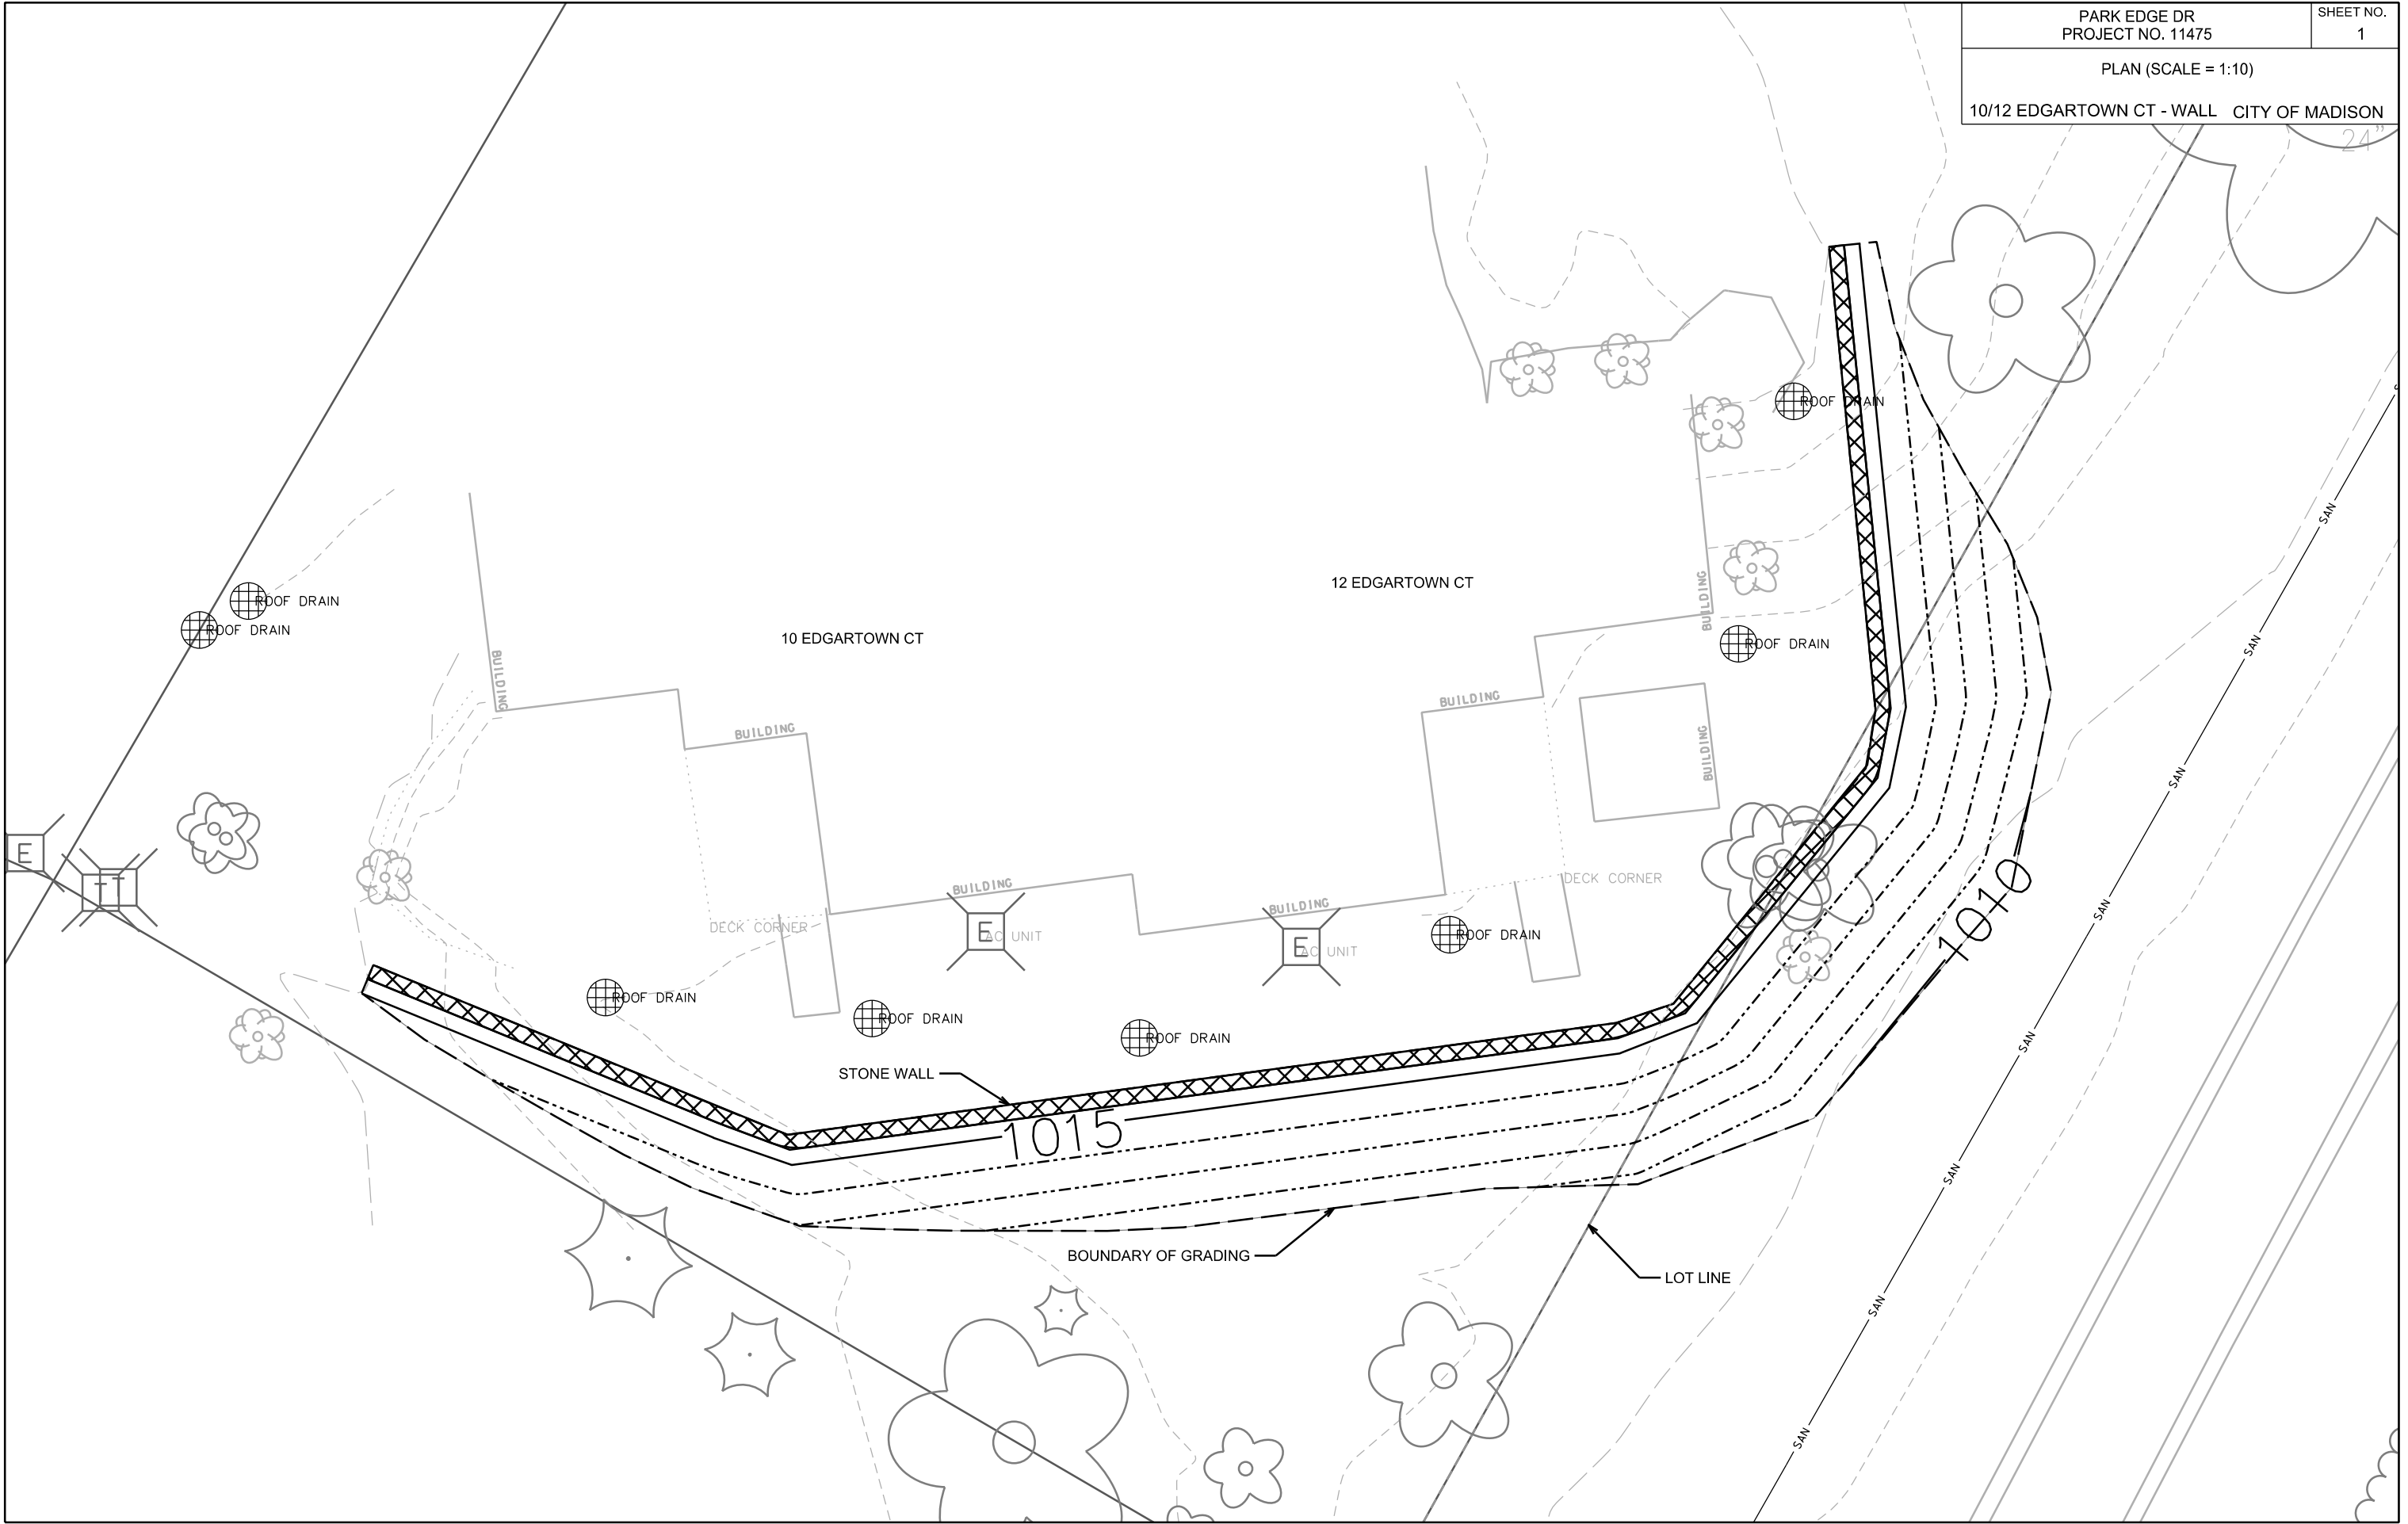 PARK EDGE DR
PROJECT NO. 11475
SHEET NO.
1
PLAN (SCALE = 1:10)
10/12 EDGARTOWN CT - WALL CITY OF MADISON
24"
ROOF DRAIN
SAN
12 EDGARTOWN CT
BUILDING
ROOF DRAIN
ROOF DRAIN
10 EDGARTOWN CT
ROOF DRAIN
SAN
BUILDING
BUILDING
BUILDING
BUILDING
SAN
E
T
T
BUILDING
DECK CORNER
1010
BUILDING
SAN
DECK CORNER
E
AC UNIT
E
AC UNIT
ROOF DRAIN
ROOF DRAIN
ROOF DRAIN
ROOF DRAIN
SAN
STONE WALL
1015
SAN
BOUNDARY OF GRADING
LOT LINE
SAN
SAN